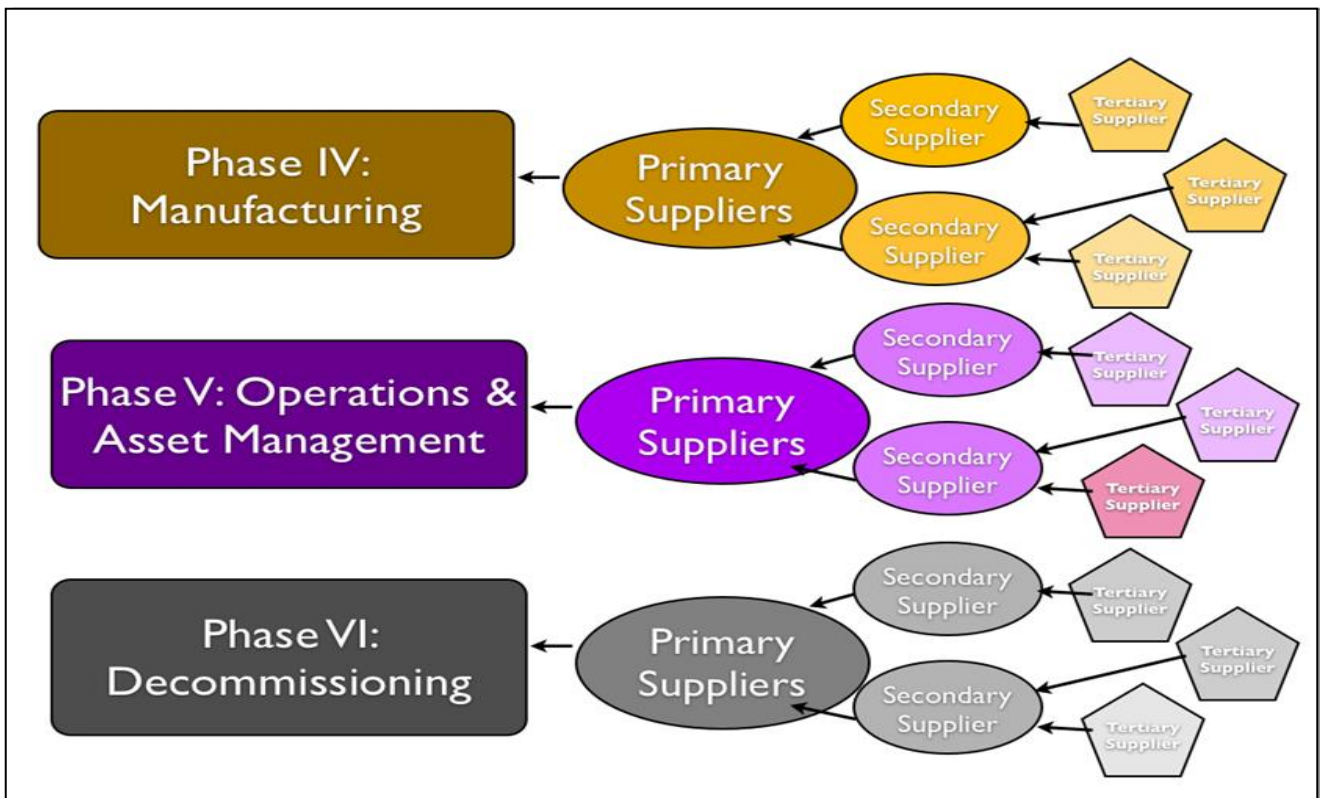 Phase IV:
Manufacturing
Primary
Suppliers
Secondary
Supplier
Secondary
Supplier
Tertiary
Supplier
Tertiary
Supplier
Tertiary
Supplier
Phase V: Operations &
Asset Management
Primary
Suppliers
Secondary
Supplier
Secondary
Supplier
Tertiary
Supplier
Tertiary
Supplier
Tertiary
Supplier
Phase VI:
Decommissioning
Primary
Suppliers
Secondary
Supplier
Secondary
Supplier
Tertiary
Supplier
Tertiary
Supplier
Tertiary
Supplier